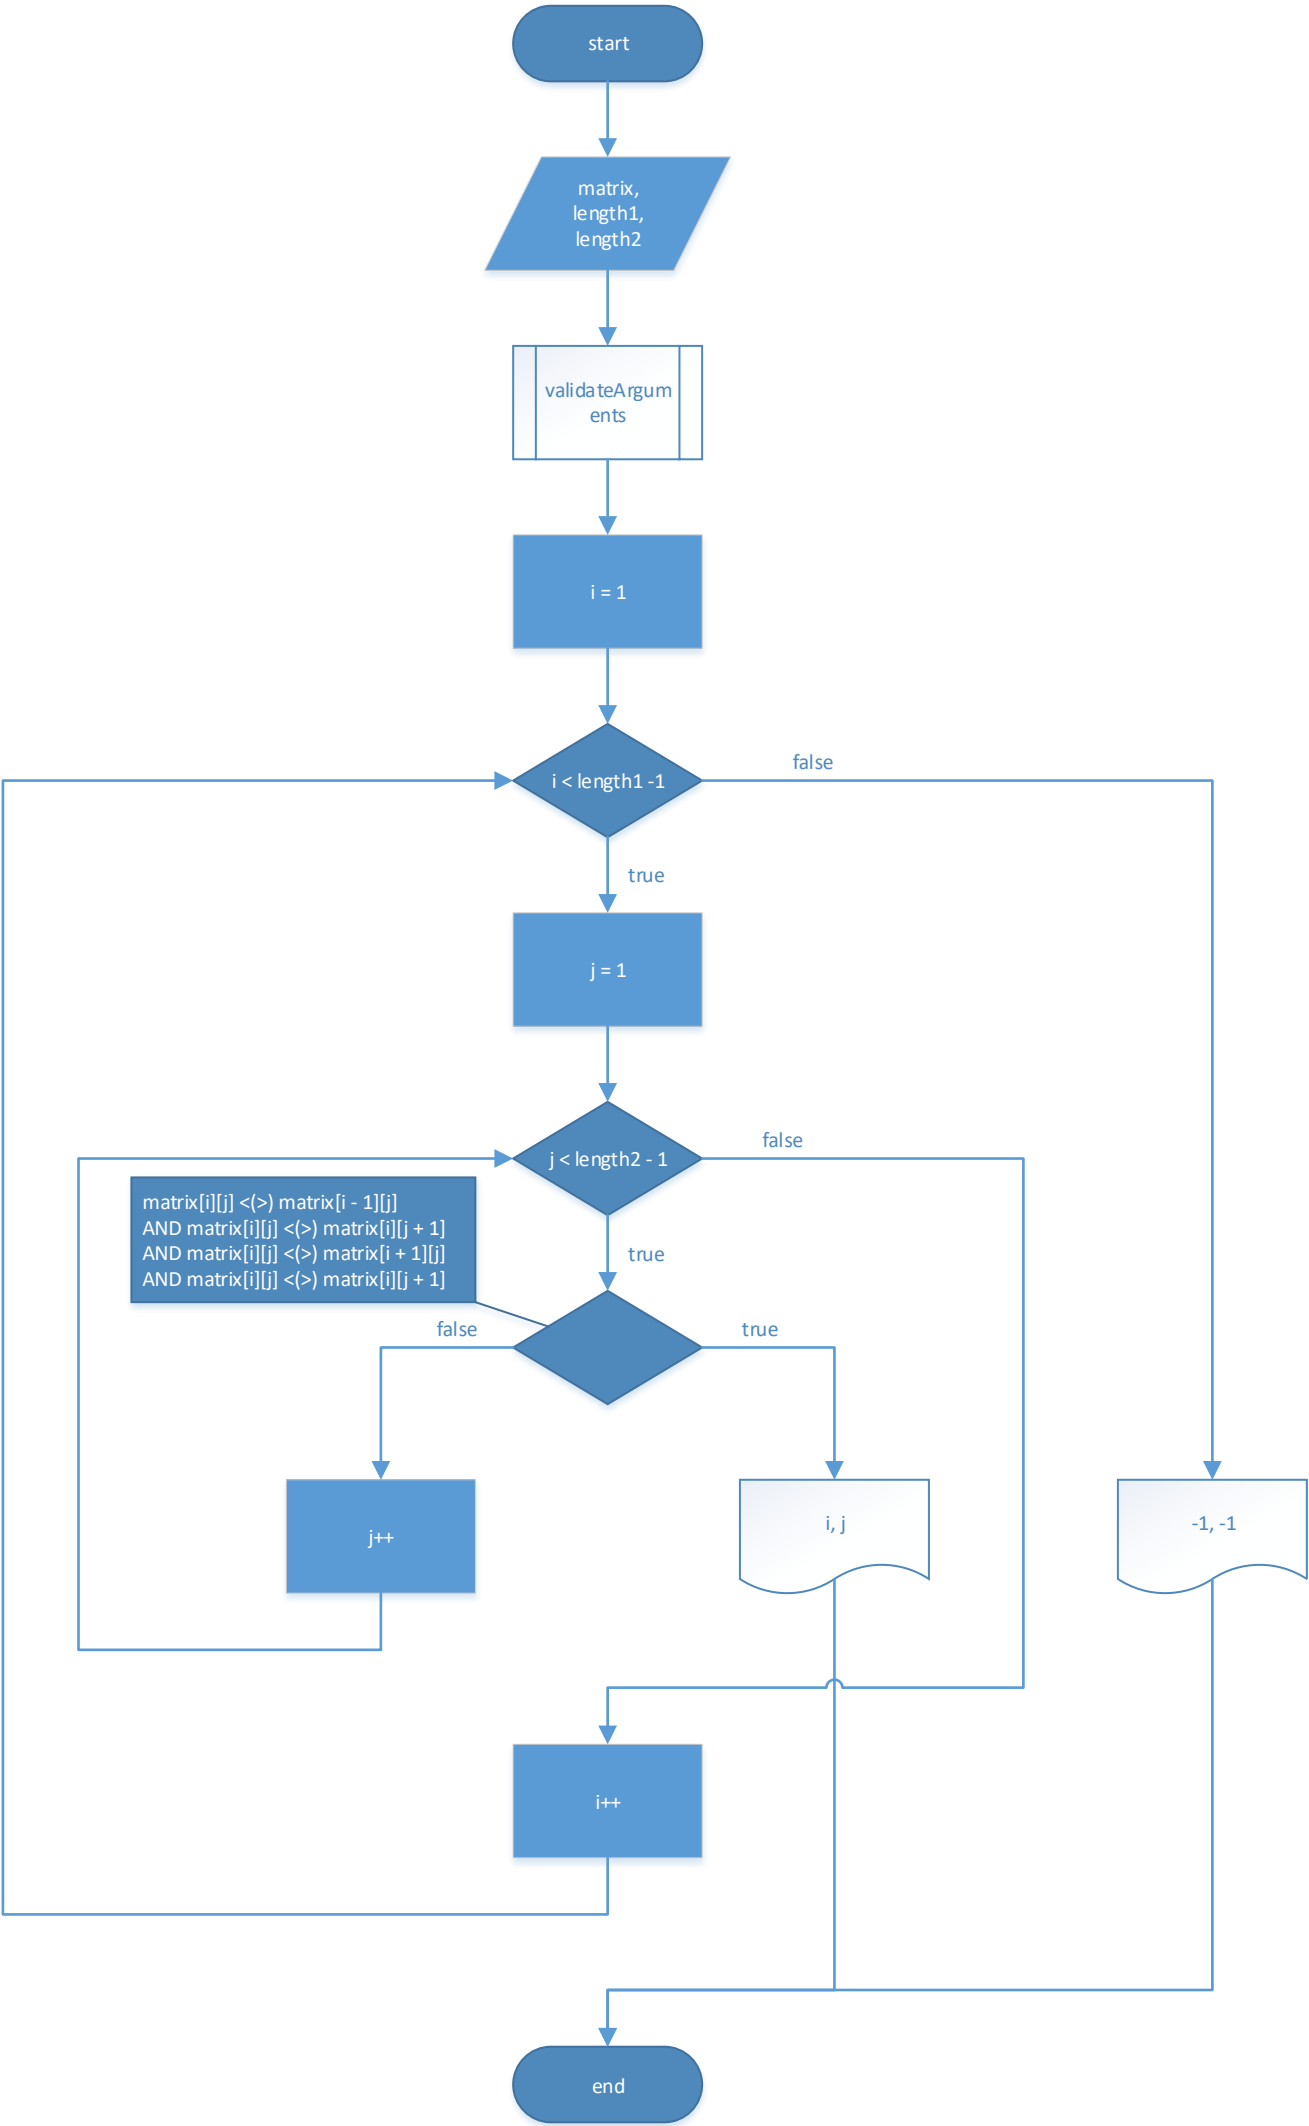 start
matrix,
length1,
length2
validateArgum
ents
i = 1
i < length1 -1
false
true
j = 1
j < length2 - 1
false
matrix[i][j] <(>) matrix[i - 1][j]
AND matrix[i][j] <(>) matrix[i][j + 1]
AND matrix[i][j] <(>) matrix[i + 1][j]
AND matrix[i][j] <(>) matrix[i][j + 1]
true
false
true
j++
i, j
-1, -1
i++
end